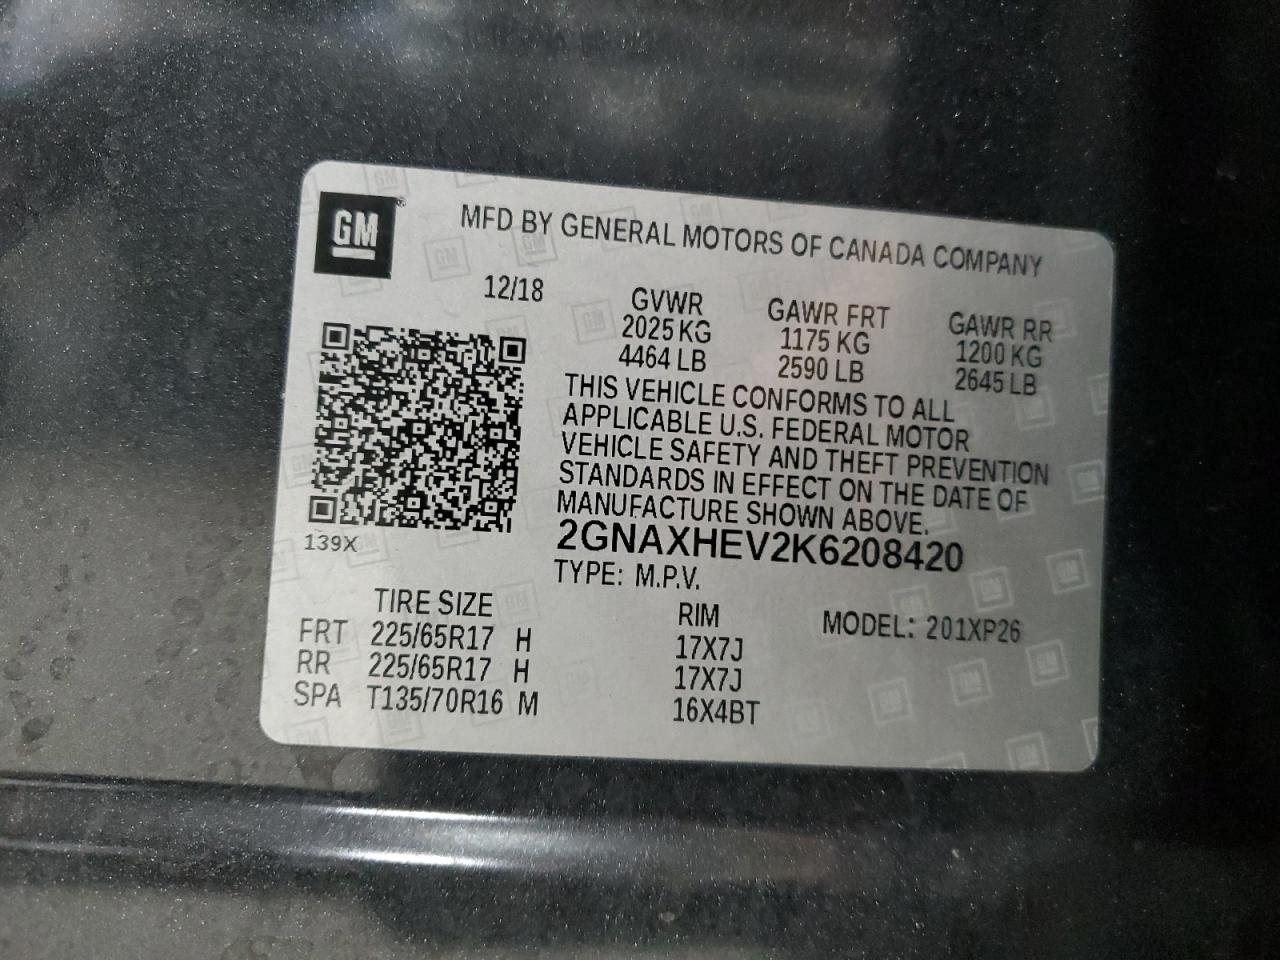 GM
MFD BY GENERAL MOTORS OF CANADA COMPANY
12/18
GVWR GAWR FRT GAWR RR
2025 KG 1175 KG 1200 KG
4464 LB 2590 LB 2645 LB
THIS VEHICLE CONFORMS TO ALL
APPLICABLE U.S. FEDERAL MOTOR
VEHICLE SAFETY AND THEFT PREVENTION
STANDARDS IN EFFECT ON THE DATE OF
MANUFACTURE SHOWN ABOVE.
139X
2GNAXHEV2K6208420
TYPE: M.P.V.
TIRE SIZE RIM MODEL: 201XP26
FRT 225/65R17 H 17X7J
RR 225/65R17 H 17X7J
SPA T135/70R16 M 16X4BT